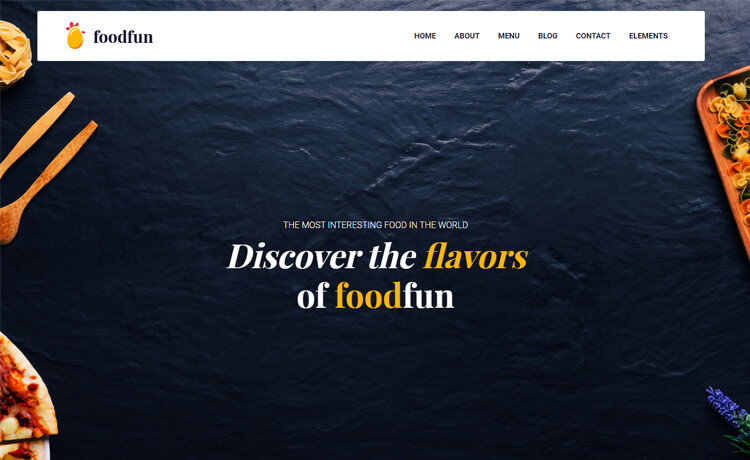 foodfun
HOME ABOUT MENU BLOG CONTACT ELEMENTS
THE MOST INTERESTING FOOD IN THE WORLD
Discover the flavors
of foodfun